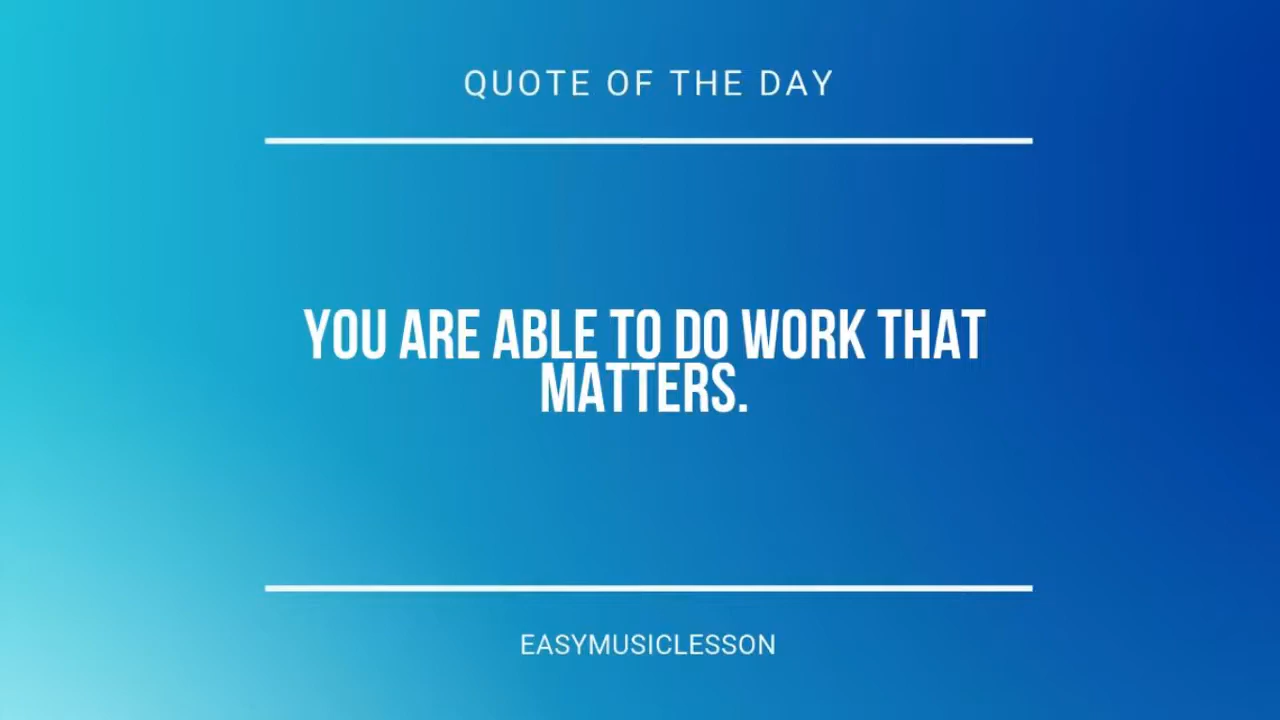 QUOTE OF THE DAY
YOU ARE ABLE TO DO WORK THAT
MATTERS.
EASYMUSICLESSON